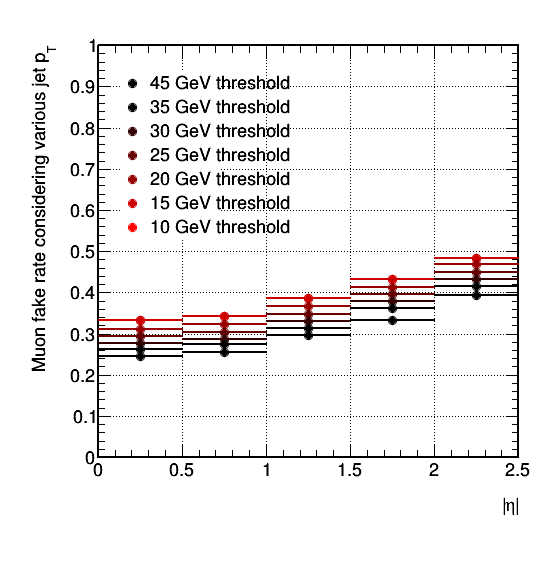 Muon fake rate considering various jet p_T
1
0.9
0.8
0.7
0.6
0.5
0.4
0.3
0.2
0.1
0
45 GeV threshold
35 GeV threshold
30 GeV threshold
25 GeV threshold
20 GeV threshold
15 GeV threshold
10 GeV threshold
0 0.5 1 1.5 2 2.5
|η|